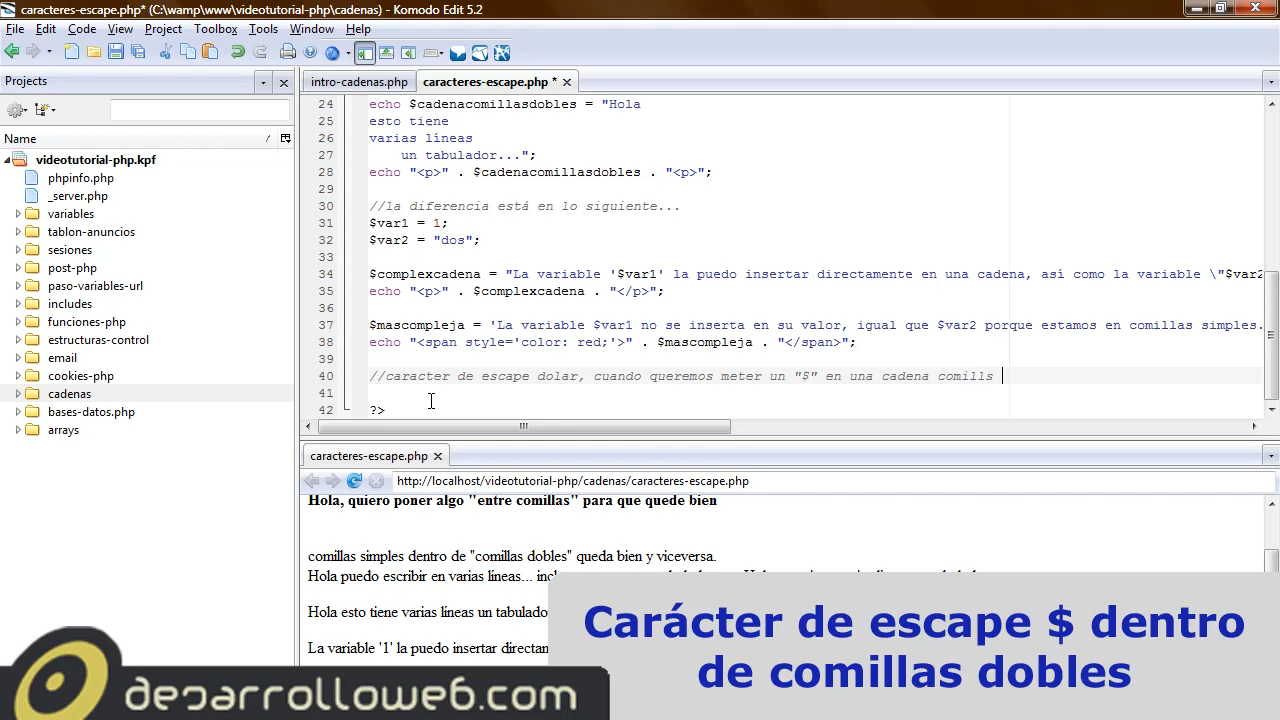 caracteres-escape.php* (C:\wamp\www\videotutorial-php\cadenas) - Komodo Edit 5.2
File Edit Code View Project Toolbox Tools Window Help
Projects
intro-cadenas.php caracteres-escape.php *
Name
videotutorial-php.kpf
phpinfo.php
_server.php
variables
tablon-anuncios
sesiones
post-php
paso-variables-url
includes
funciones-php
estructuras-control
email
cookies-php
cadenas
bases-datos.php
arrays
24 echo $cadenacomillasdobles = "Hola
25 esto tiene
26 varias líneas
27 un tabulador...";
28 echo "<p>" . $cadenacomillasdobles . "<p>";
29
30 //la diferencia está en lo siguiente...
31 $var1 = 1;
32 $var2 = "dos";
33
34 $complexcadena = "La variable '$var1' la puedo insertar directamente en una cadena, así como la variable \"$var2
35 echo "<p>" . $complexcadena . "</p>";
36
37 $mascompleja = 'La variable $var1 no se inserta en su valor, igual que $var2 porque estamos en comillas simples.
38 echo "<span style='color: red;'>" . $mascompleja . "</span>";
39
40 //caracter de escape dolar, cuando queremos meter un "$" en una cadena comills
41
42 ?>
caracteres-escape.php
http://localhost/videotutorial-php/cadenas/caracteres-escape.php
Hola, quiero poner algo "entre comillas" para que quede bien
comillas simples dentro de "comillas dobles" queda bien y viceversa.
Hola puedo escribir en varias líneas...
Hola esto tiene varias líneas un tabulado
La variable '1' la puedo insertar
Carácter de escape $ dentro
de comillas dobles
desarrolloweb.com